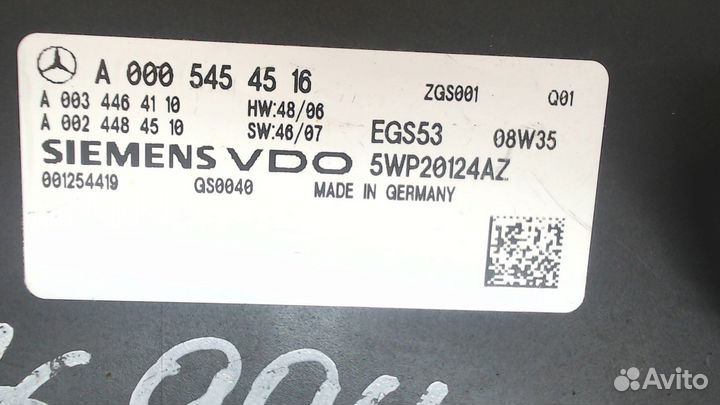 A 000 545 45 16
ZGS001 Q01
A 003 446 41 10 HW:48/06
A 002 448 45 10 SW:46/07 EGS53 08W35
SIEMENS VDO 5WP20124AZ
001254419 GS0040 MADE IN GERMANY
Avito